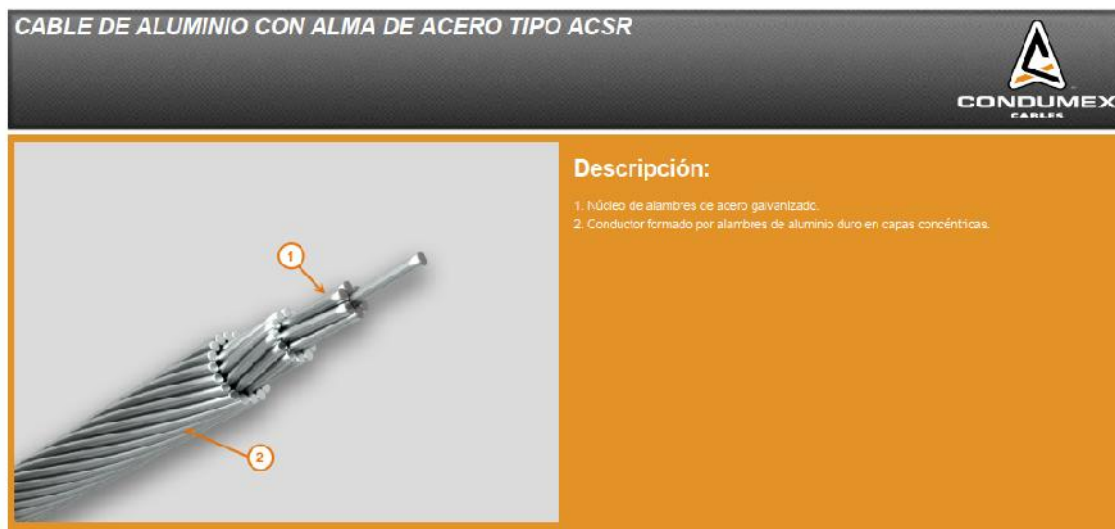 CABLE DE ALUMINIO CON ALMA DE ACERO TIPO ACSR
CONDUMEX
CABLES
Descripción:
1. Núcleo de alambres de acero galvanizado.
2. Conductor formado por alambres de aluminio duro en capas concéntricas.
1
2